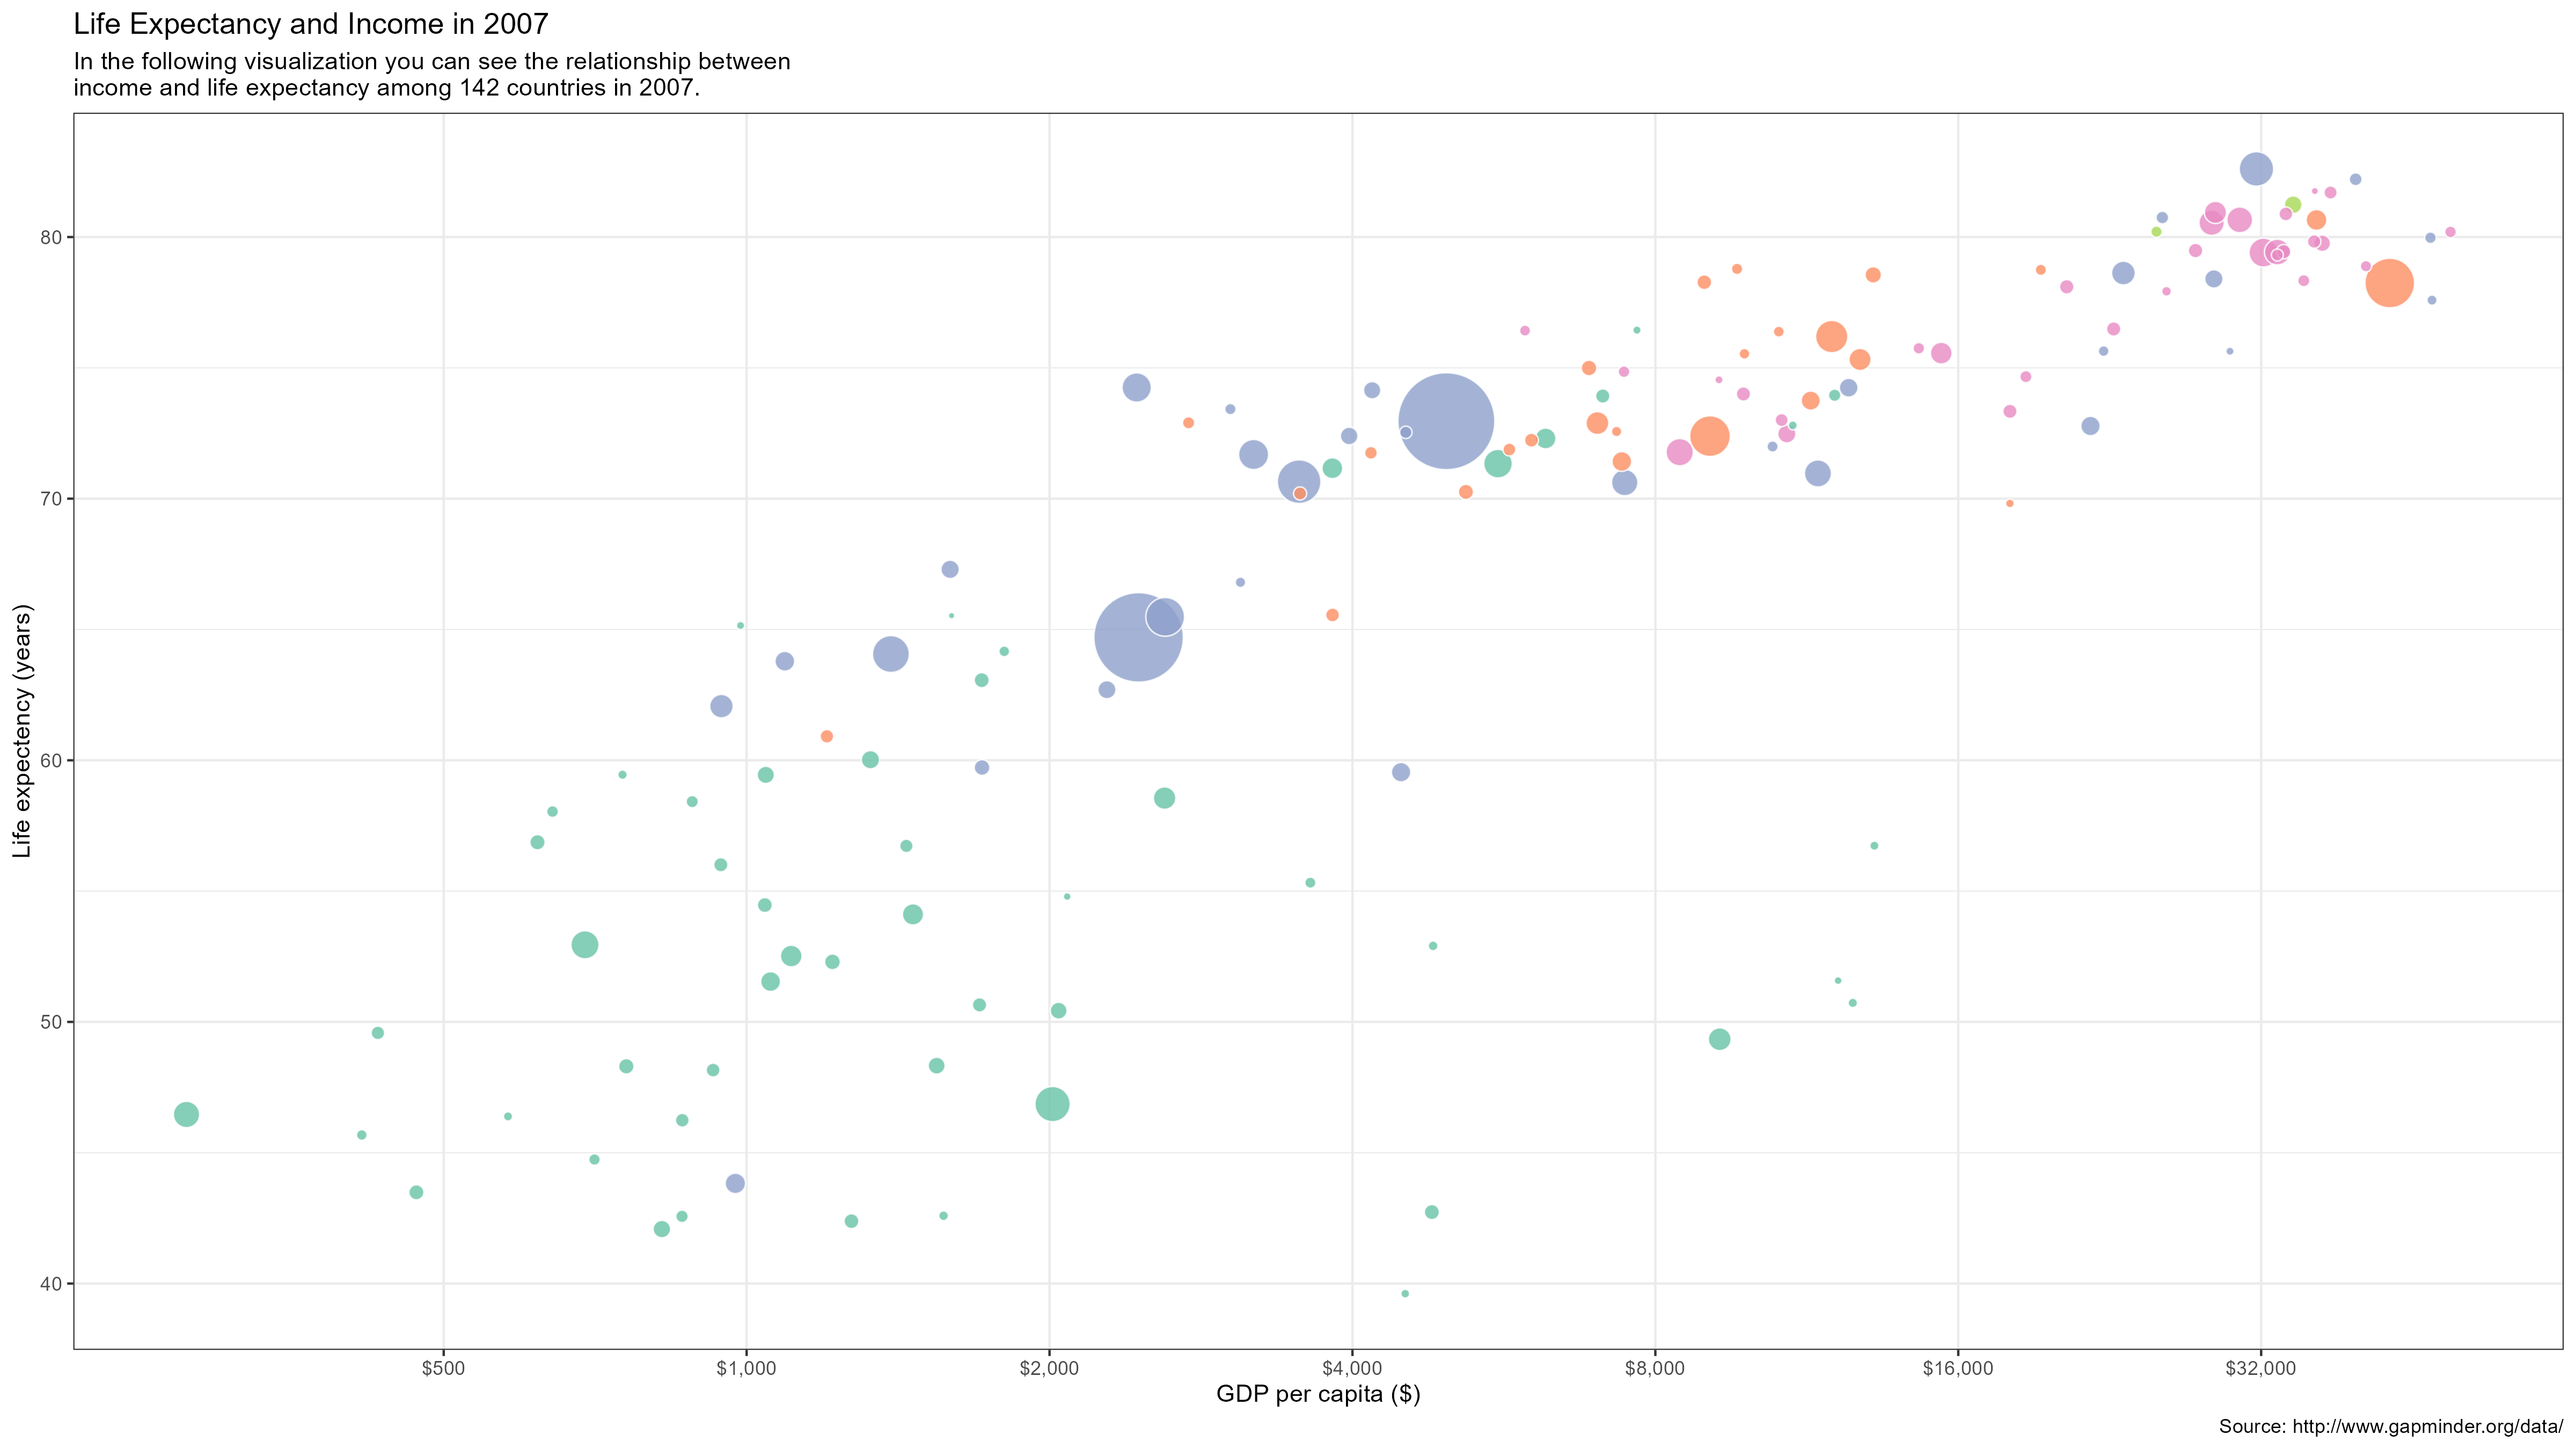 Life Expectancy and Income in 2007
In the following visualization you can see the relationship between
income and life expectancy among 142 countries in 2007.
Life expectency (years)
80
70
60
50
40
$500
$1,000
$2,000
$4,000
$8,000
$16,000
$32,000
GDP per capita ($)
Source: http://www.gapminder.org/data/